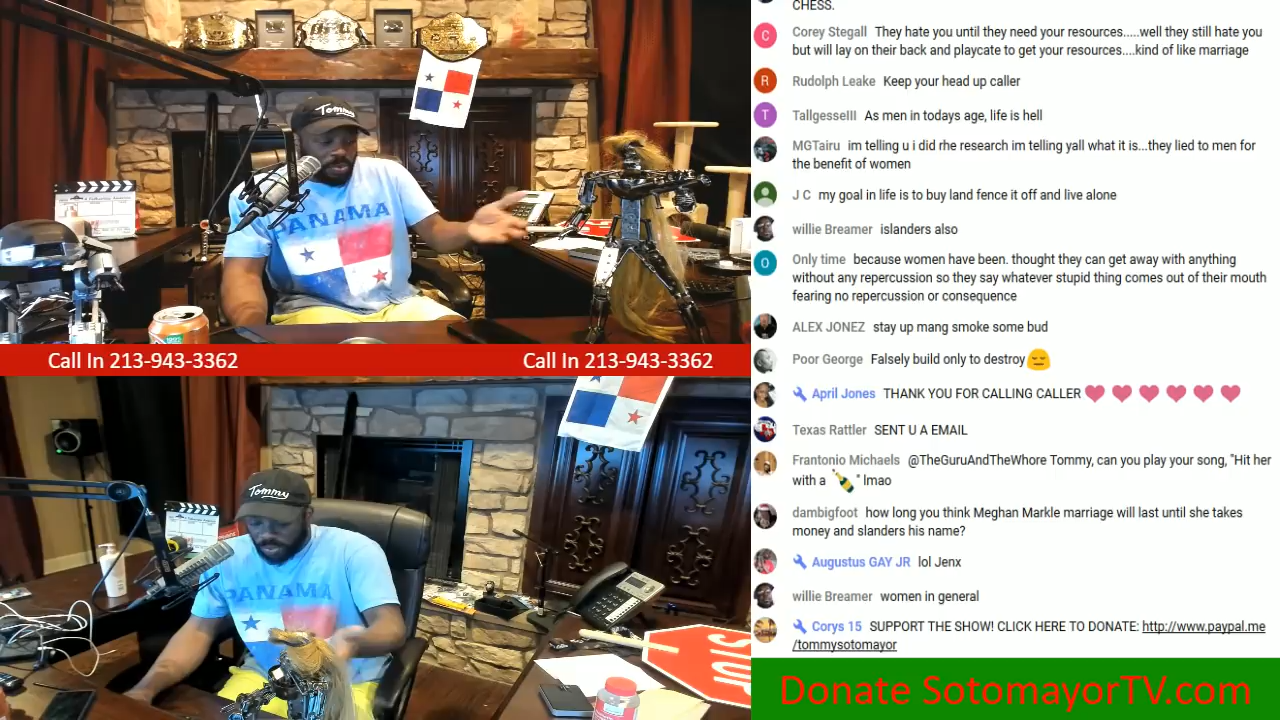 Tommy
PANAMA
Call In 213-943-3362
Call In 213-943-3362
Tommy
PANAMA
CHESS.
C
Corey Stegall They hate you until they need your resources.....well they still hate you
but will lay on their back and playcate to get your resources....kind of like marriage
R
Rudolph Leake Keep your head up caller
T
TallgesseIII As men in todays age, life is hell
MGTairu im telling u i did rhe research im telling yall what it is...they lied to men for
the benefit of women
J C my goal in life is to buy land fence it off and live alone
willie Breamer islanders also
O
Only time because women have been. thought they can get away with anything
without any repercussion so they say whatever stupid thing comes out of their mouth
fearing no repercussion or consequence
ALEX JONEZ stay up mang smoke some bud
Poor George Falsely build only to destroy
April Jones THANK YOU FOR CALLING CALLER
Texas Rattler SENT U A EMAIL
Frantonio Michaels @TheGuruAndTheWhore Tommy, can you play your song, "Hit her
with a " lmao
dambigfoot how long you think Meghan Markle marriage will last until she takes
money and slanders his name?
Augustus GAY JR lol Jenx
willie Breamer women in general
Corys 15 SUPPORT THE SHOW! CLICK HERE TO DONATE: http://www.paypal.me
/tommysotomayor
Donate SotomayorTV.com